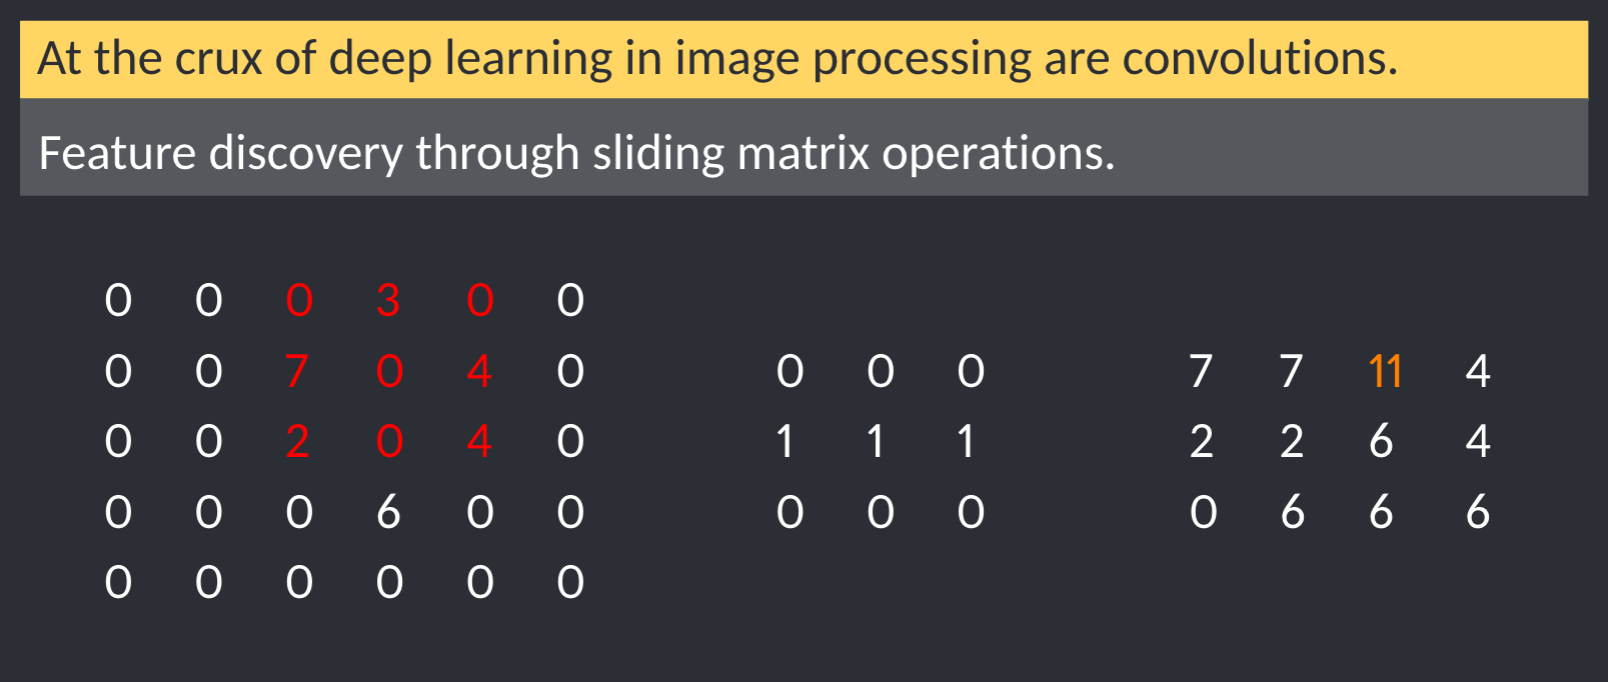 At the crux of deep learning in image processing are convolutions.
Feature discovery through sliding matrix operations.
0 0 0 3 0 0
0 0 7 0 4 0
0 0 2 0 4 0
0 0 0 6 0 0
0 0 0 0 0 0
0 0 0
1 1 1
0 0 0
7 7 11 4
2 2 6 4
0 6 6 6